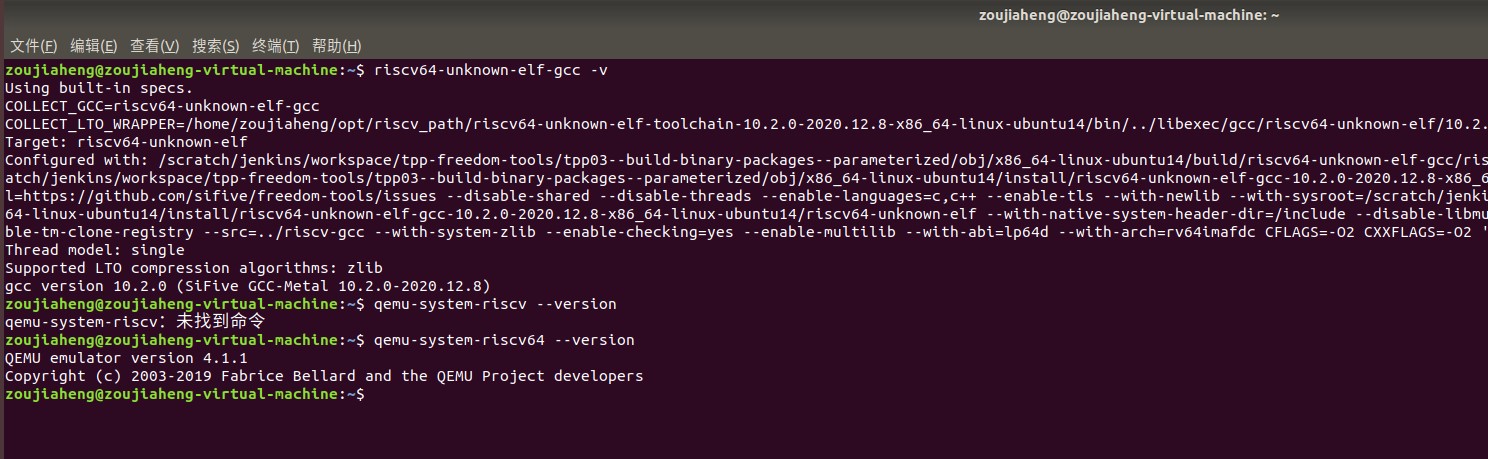 zoujiaheng@zoujiaheng-virtual-machine: ~
文件(F) 编辑(E) 查看(V) 搜索(S) 终端(T) 帮助(H)
zoujiaheng@zoujiaheng-virtual-machine:~$ riscv64-unknown-elf-gcc -v
Using built-in specs.
COLLECT_GCC=riscv64-unknown-elf-gcc
COLLECT_LTO_WRAPPER=/home/zoujiaheng/opt/riscv_path/riscv64-unknown-elf-toolchain-10.2.0-2020.12.8-x86_64-linux-ubuntu14/bin/../libexec/gcc/riscv64-unknown-elf/10.2.
Target: riscv64-unknown-elf
Configured with: /scratch/jenkins/workspace/tpp-freedom-tools/tpp03--build-binary-packages--parameterized/obj/x86_64-linux-ubuntu14/build/riscv64-unknown-elf-gcc/ris
atch/jenkins/workspace/tpp-freedom-tools/tpp03--build-binary-packages--parameterized/obj/x86_64-linux-ubuntu14/install/riscv64-unknown-elf-gcc-10.2.0-2020.12.8-x86_6
l=https://github.com/sifive/freedom-tools/issues --disable-shared --disable-threads --enable-languages=c,c++ --enable-tls --with-newlib --with-sysroot=/scratch/jenki
64-linux-ubuntu14/install/riscv64-unknown-elf-gcc-10.2.0-2020.12.8-x86_64-linux-ubuntu14/riscv64-unknown-elf --with-native-system-header-dir=/include --disable-libmu
ble-tm-clone-registry --src=../riscv-gcc --with-system-zlib --enable-checking=yes --enable-multilib --with-abi=lp64d --with-arch=rv64imafdc CFLAGS=-O2 CXXFLAGS=-O2 '
Thread model: single
Supported LTO compression algorithms: zlib
gcc version 10.2.0 (SiFive GCC-Metal 10.2.0-2020.12.8)
zoujiaheng@zoujiaheng-virtual-machine:~$ qemu-system-riscv --version
qemu-system-riscv：未找到命令
zoujiaheng@zoujiaheng-virtual-machine:~$ qemu-system-riscv64 --version
QEMU emulator version 4.1.1
Copyright (c) 2003-2019 Fabrice Bellard and the QEMU Project developers
zoujiaheng@zoujiaheng-virtual-machine:~$